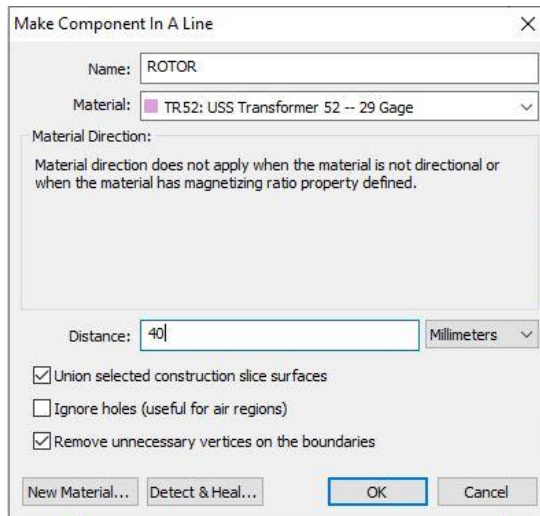 Make Component In A Line
Name: ROTOR
Material: TR52: USS Transformer 52 -- 29 Gage
Material Direction:
Material direction does not apply when the material is not directional or
when the material has magnetizing ratio property defined.
Distance: 40 Millimeters
Union selected construction slice surfaces
Ignore holes (useful for air regions)
Remove unnecessary vertices on the boundaries
New Material... Detect & Heal... OK Cancel